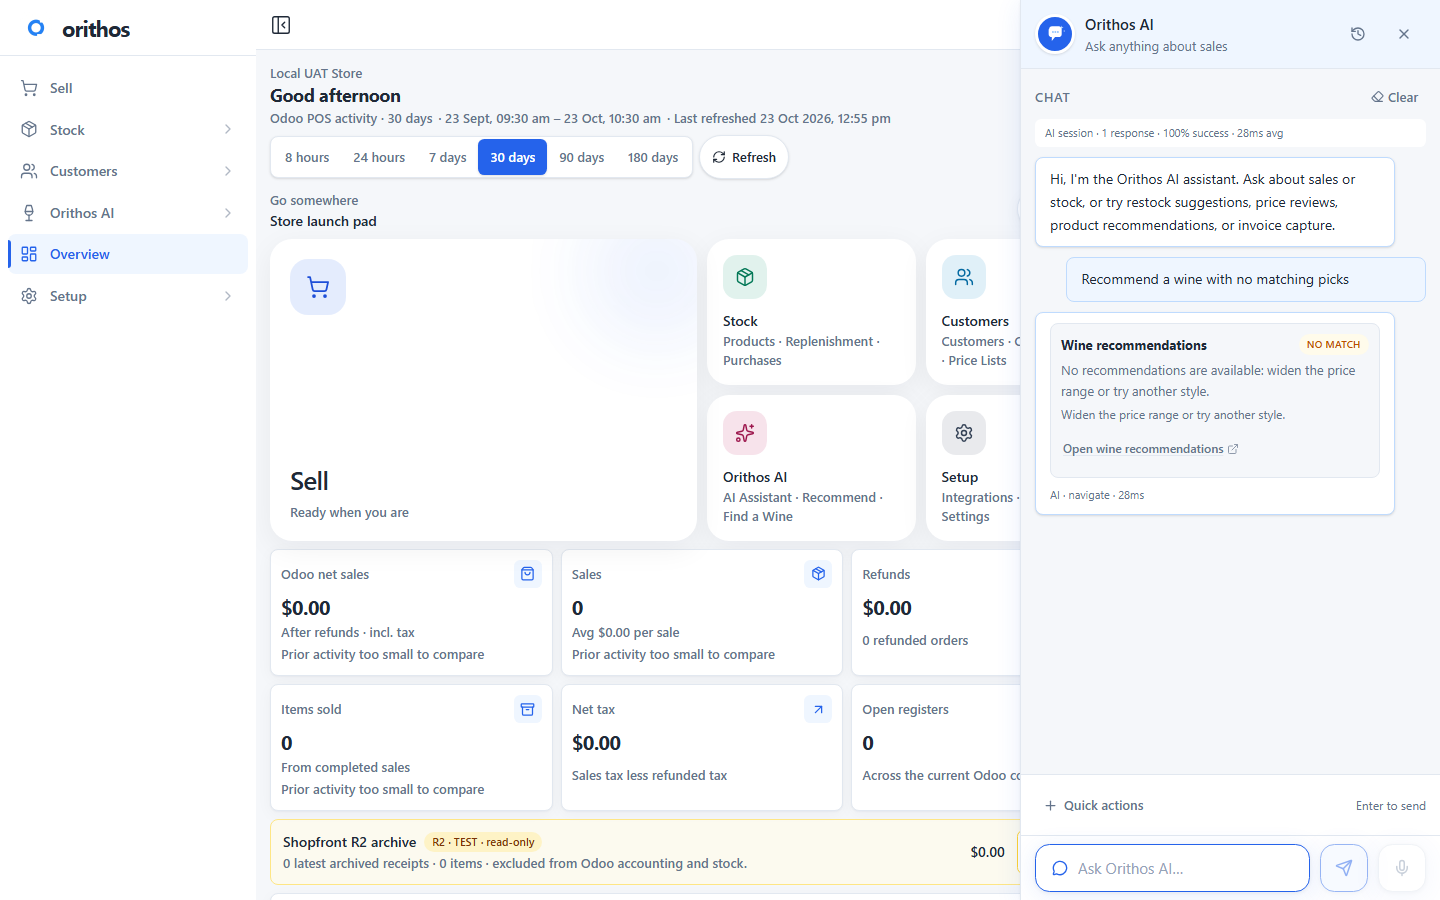 orithos
Sell
Stock
Customers
Orithos AI
Overview
Setup
Local UAT Store
Good afternoon
Odoo POS activity · 30 days · 23 Sept, 09:30 am – 23 Oct, 10:30 am · Last refreshed 23 Oct 2026, 12:55 pm
8 hours 24 hours 7 days 30 days 90 days 180 days Refresh
Go somewhere
Store launch pad
Sell
Ready when you are
Stock
Products · Replenishment ·
Purchases
Customers
Customers ·
· Price Lists
Orithos AI
AI Assistant · Recommend ·
Find a Wine
Setup
Integrations ·
Settings
Odoo net sales
$0.00
After refunds · incl. tax
Prior activity too small to compare
Sales
0
Avg $0.00 per sale
Prior activity too small to compare
Refunds
$0.00
0 refunded orders
Items sold
0
From completed sales
Prior activity too small to compare
Net tax
$0.00
Sales tax less refunded tax
Open registers
0
Across the current Odoo
Shopfront R2 archive R2 · TEST · read-only
0 latest archived receipts · 0 items · excluded from Odoo accounting and stock.
$0.00
Orithos AI
Ask anything about sales
CHAT Clear
AI session · 1 response · 100% success · 28ms avg
Hi, I'm the Orithos AI assistant. Ask about sales or
stock, or try restock suggestions, price reviews,
product recommendations, or invoice capture.
Recommend a wine with no matching picks
Wine recommendations NO MATCH
No recommendations are available: widen the price
range or try another style.
Widen the price range or try another style.
Open wine recommendations
AI · navigate · 28ms
Quick actions Enter to send
Ask Orithos AI...